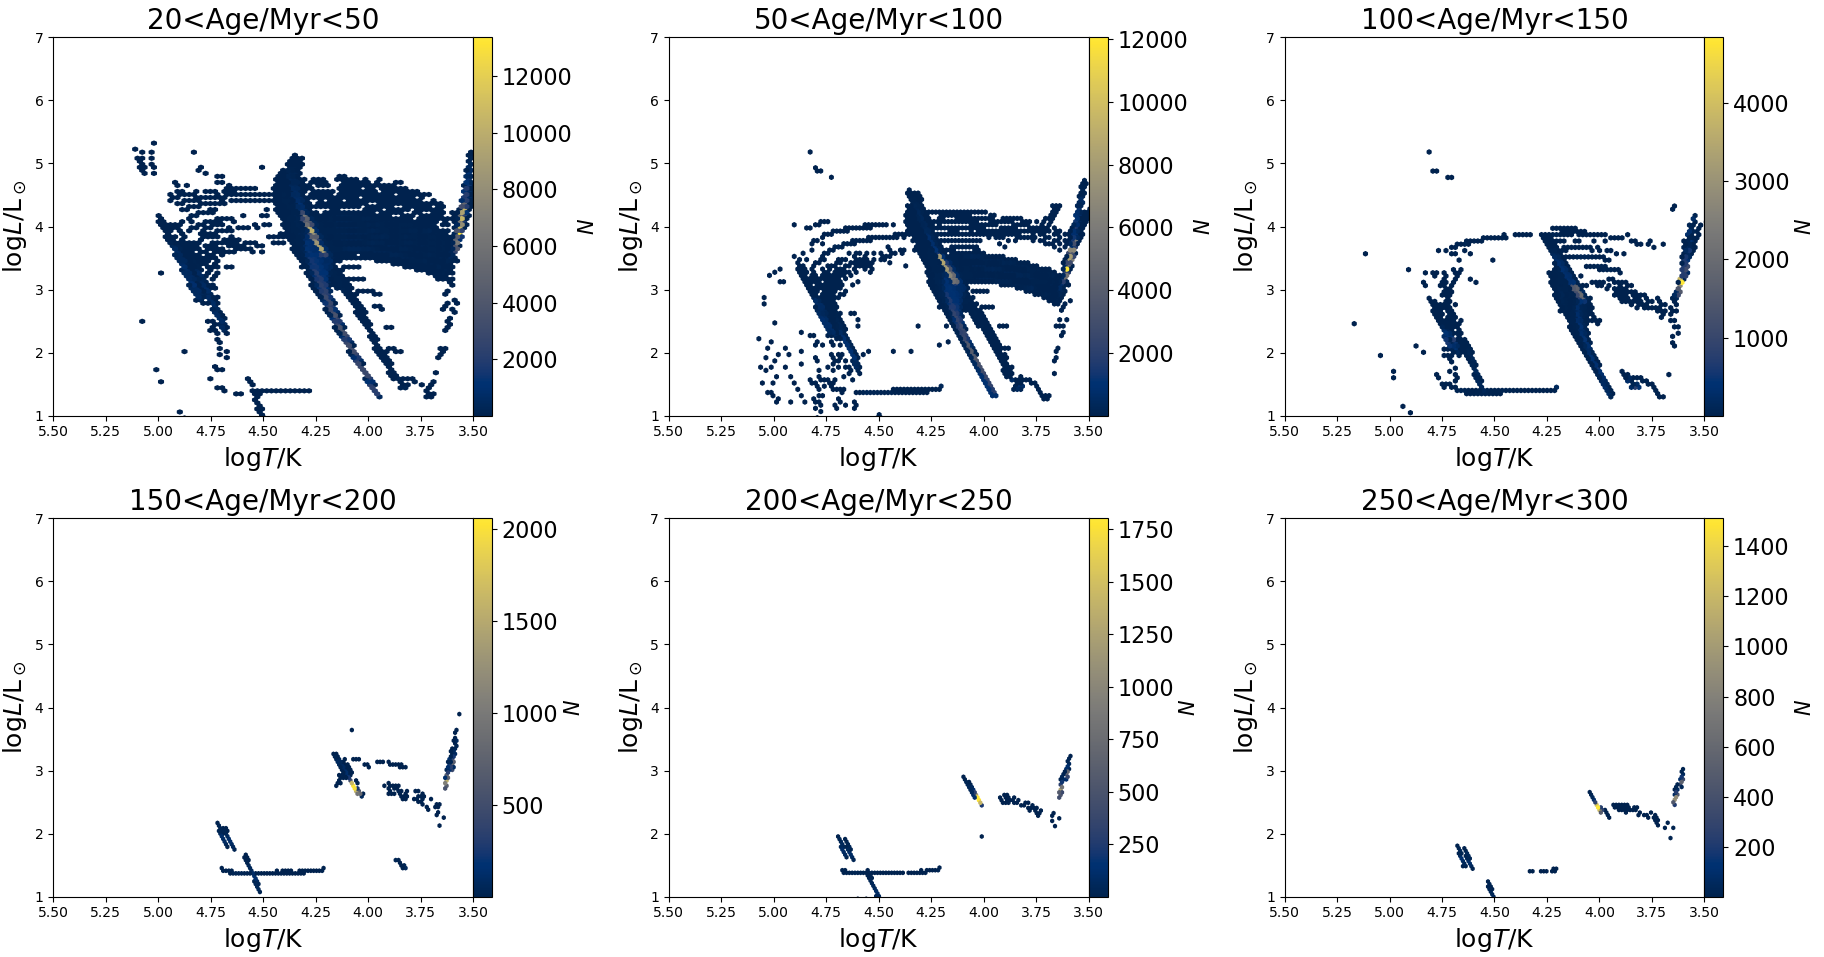 20<Age/Myr<50
50<Age/Myr<100
100<Age/Myr<150
7
6
5
4
3
2
1
logL/L⊙
5.50 5.25 5.00 4.75 4.50 4.25 4.00 3.75 3.50
logT/K
12000
10000
8000
6000
4000
2000
N
7
6
5
4
3
2
1
logL/L⊙
5.50 5.25 5.00 4.75 4.50 4.25 4.00 3.75 3.50
logT/K
12000
10000
8000
6000
4000
2000
N
7
6
5
4
3
2
1
logL/L⊙
5.50 5.25 5.00 4.75 4.50 4.25 4.00 3.75 3.50
logT/K
4000
3000
2000
1000
N
150<Age/Myr<200
200<Age/Myr<250
250<Age/Myr<300
7
6
5
4
3
2
1
logL/L⊙
5.50 5.25 5.00 4.75 4.50 4.25 4.00 3.75 3.50
logT/K
2000
1500
1000
500
N
7
6
5
4
3
2
1
logL/L⊙
5.50 5.25 5.00 4.75 4.50 4.25 4.00 3.75 3.50
logT/K
1750
1500
1250
1000
750
500
250
N
7
6
5
4
3
2
1
logL/L⊙
5.50 5.25 5.00 4.75 4.50 4.25 4.00 3.75 3.50
logT/K
1400
1200
1000
800
600
400
200
N